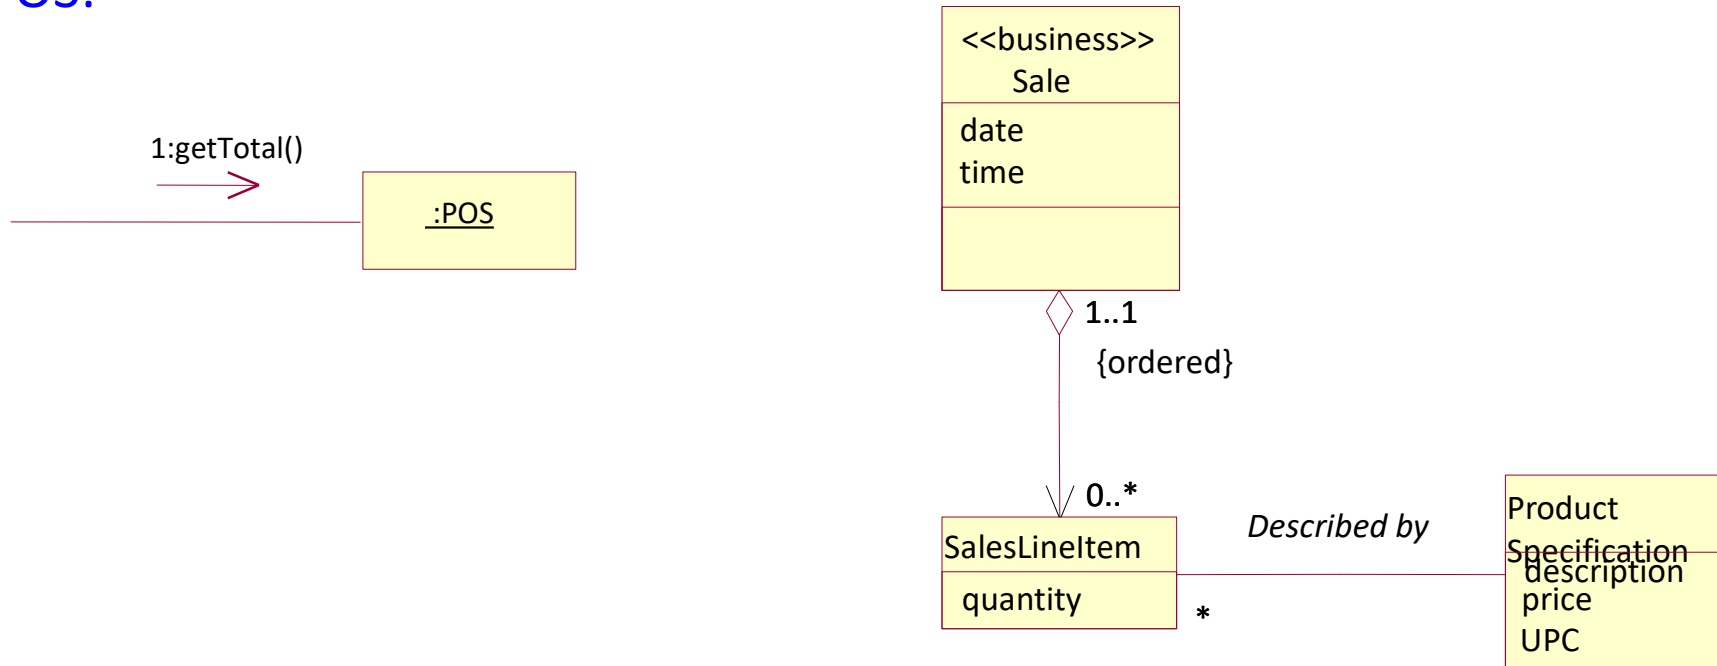 1:getTotal()
:POS
<<business>>
Sale
date
time
1..1
{ordered}
0..*
SalesLineItem
quantity
Described by
*
Product
Specification
description
price
UPC